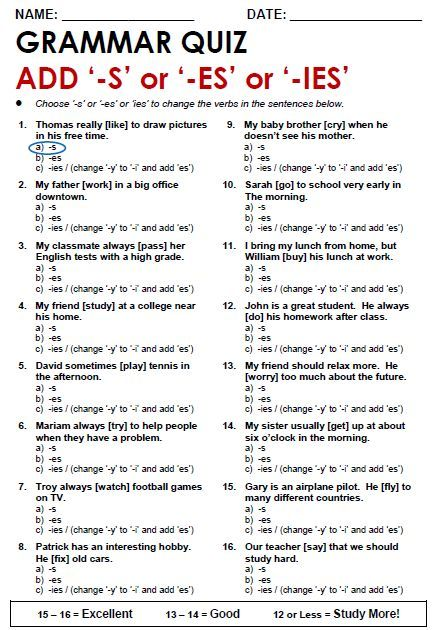 NAME: ____________________ DATE: ____________________
GRAMMAR QUIZ
ADD ‘-S’ or ‘-ES’ or ‘-IES’
● Choose ‘-s’ or ‘-es’ or ‘ies’ to change the verbs in the sentences below.
1. Thomas really [like] to draw pictures
in his free time.
a) -s
b) -es
c) -ies / (change '-y' to '-i' and add 'es')
2. My father [work] in a big office
downtown.
a) -s
b) -es
c) -ies / (change '-y' to '-i' and add 'es')
3. My classmate always [pass] her
English tests with a high grade.
a) -s
b) -es
c) -ies / (change '-y' to '-i' and add 'es')
4. My friend [study] at a college near
his home.
a) -s
b) -es
c) -ies / (change '-y' to '-i' and add 'es')
5. David sometimes [play] tennis in
the afternoon.
a) -s
b) -es
c) -ies / (change '-y' to '-i' and add 'es')
6. Mariam always [try] to help people
when they have a problem.
a) -s
b) -es
c) -ies / (change '-y' to '-i' and add 'es')
7. Troy always [watch] football games
on TV.
a) -s
b) -es
c) -ies / (change '-y' to '-i' and add 'es')
8. Patrick has an interesting hobby.
He [fix] old cars.
a) -s
b) -es
c) -ies / (change '-y' to '-i' and add 'es')
9. My baby brother [cry] when he
doesn’t see his mother.
a) -s
b) -es
c) -ies / (change '-y' to '-i' and add 'es')
10. Sarah [go] to school very early in
The morning.
a) -s
b) -es
c) -ies / (change '-y' to '-i' and add 'es')
11. I bring my lunch from home, but
William [buy] his lunch at work.
a) -s
b) -es
c) -ies / (change '-y' to '-i' and add 'es')
12. John is a great student. He always
[do] his homework after class.
a) -s
b) -es
c) -ies / (change '-y' to '-i' and add 'es')
13. My friend should relax more. He
[worry] too much about the future.
a) -s
b) -es
c) -ies / (change '-y' to '-i' and add 'es')
14. My sister usually [get] up at about
six o’clock in the morning.
a) -s
b) -es
c) -ies / (change '-y' to '-i' and add 'es')
15. Gary is an airplane pilot. He [fly] to
many different countries.
a) -s
b) -es
c) -ies / (change '-y' to '-i' and add 'es')
16. Our teacher [say] that we should
study hard.
a) -s
b) -es
c) -ies / (change '-y' to '-i' and add 'es')
15 – 16 = Excellent 13 – 14 = Good 12 or Less = Study More!